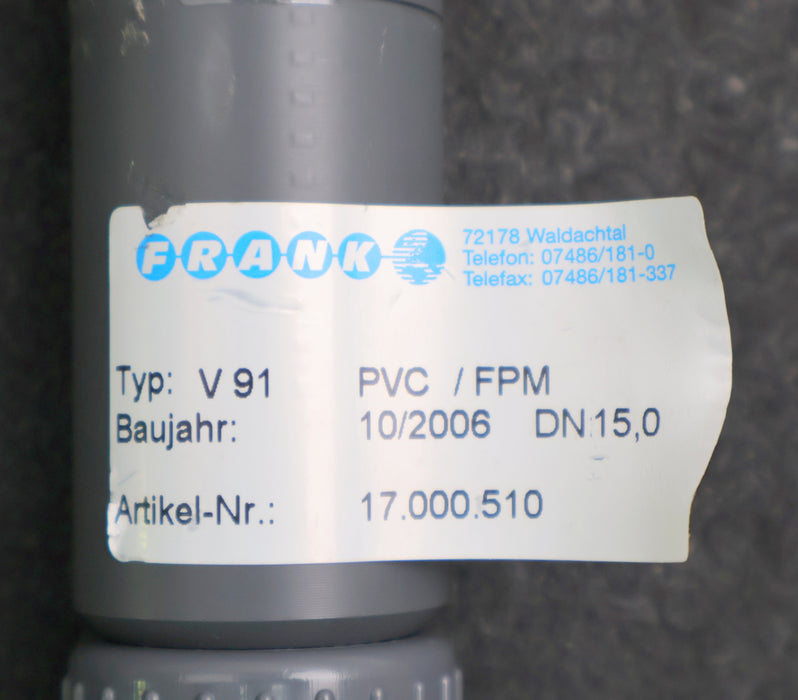 FRANK
72178 Waldachtal
Telefon: 07486/181-0
Telefax: 07486/181-337
Typ: V 91 PVC / FPM
Baujahr: 10/2006 DN:15,0
Artikel-Nr.: 17.000.510